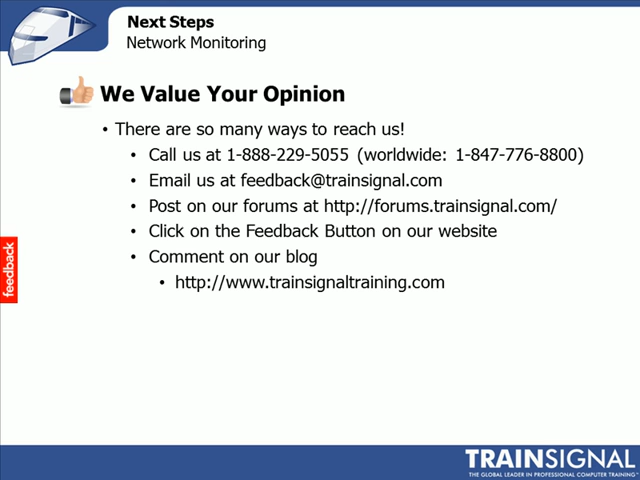 Next Steps
Network Monitoring
We Value Your Opinion
• There are so many ways to reach us!
• Call us at 1-888-229-5055 (worldwide: 1-847-776-8800)
• Email us at feedback@trainsignal.com
• Post on our forums at http://forums.trainsignal.com/
• Click on the Feedback Button on our website
• Comment on our blog
• http://www.trainsignaltraining.com
feedback
TRAINSIGNAL
THE GLOBAL LEADER IN PROFESSIONAL COMPUTER TRAINING™